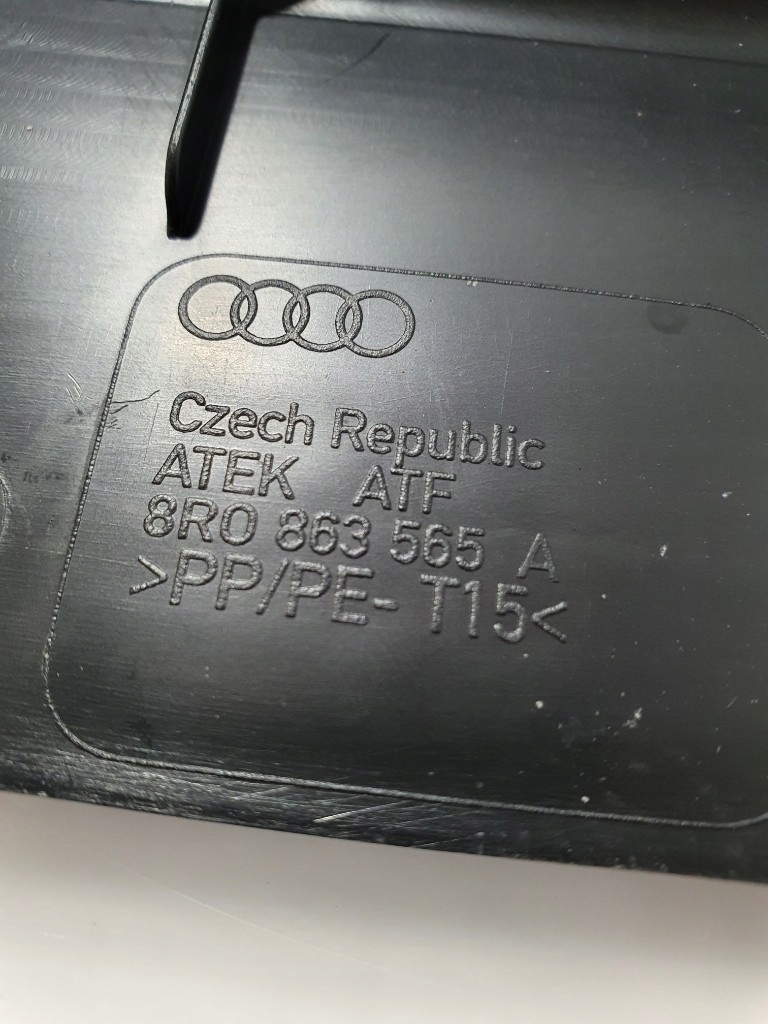 Czech Republic
ATEK ATF
8R0 863 565 A
>PP/PE- T15<